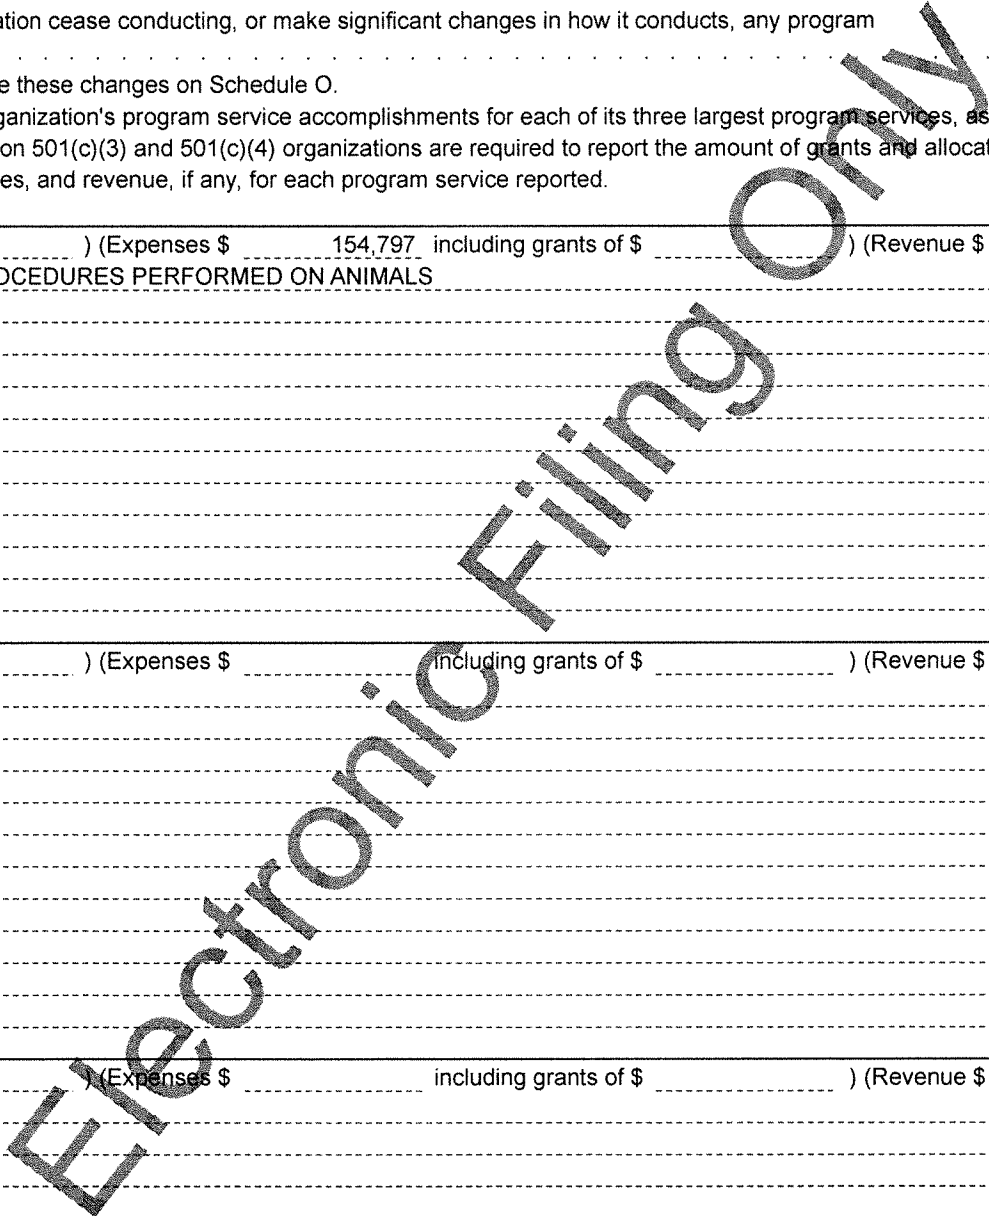 ation cease conducting, or make significant changes in how it conducts, any program
. . . . . . . . . . . . . . . . . . . . . . . . . . . . . . . . . . . . . . .
e these changes on Schedule O.
ganization's program service accomplishments for each of its three largest program services, as
on 501(c)(3) and 501(c)(4) organizations are required to report the amount of grants and allocat
es, and revenue, if any, for each program service reported.
) (Expenses $ 154,797 including grants of $ ) (Revenue $
OCEDURES PERFORMED ON ANIMALS
) (Expenses $ including grants of $ ) (Revenue $
) (Expenses $ including grants of $ ) (Revenue $
Electronic Filing Only